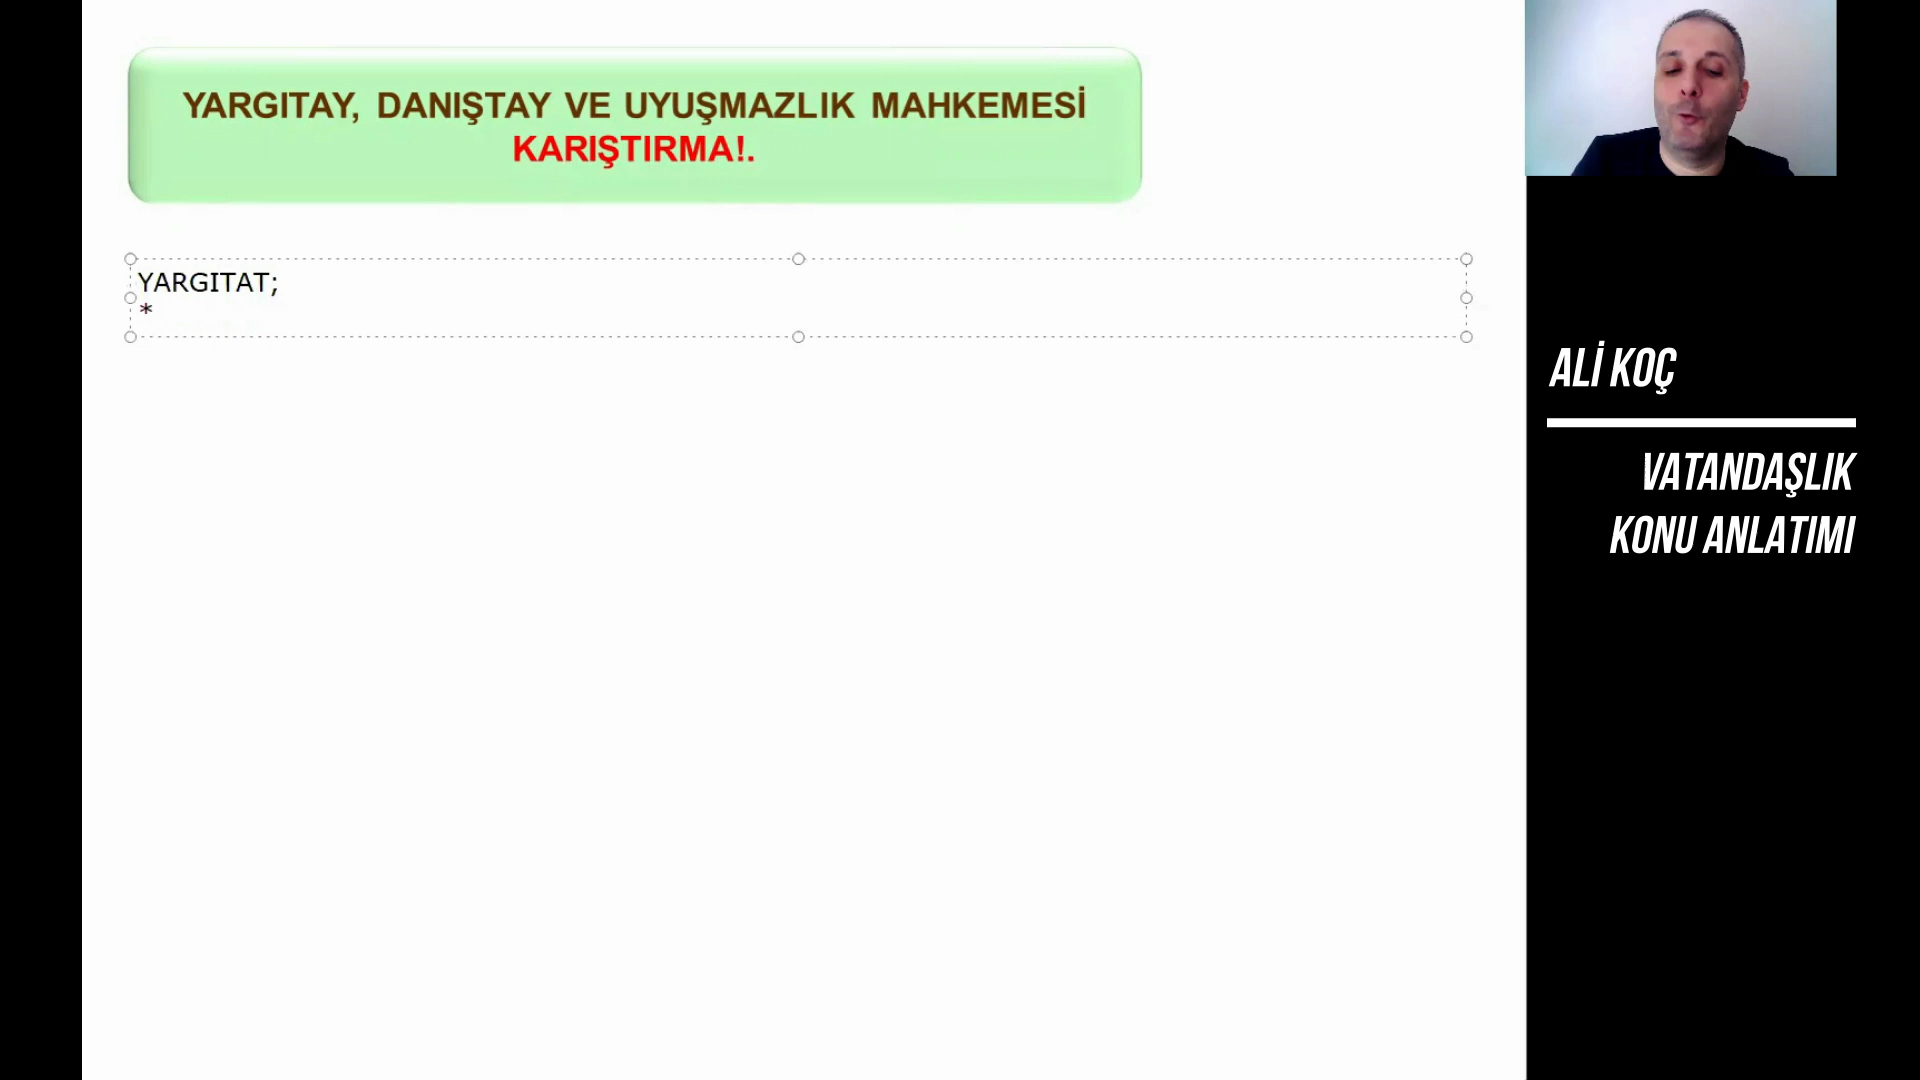 YARGITAY, DANIŞTAY VE UYUŞMAZLIK MAHKEMESİ
KARIŞTIRMA!.
YARGITAT;
*
ALİ KOÇ
VATANDAŞLIK
KONU ANLATIMI